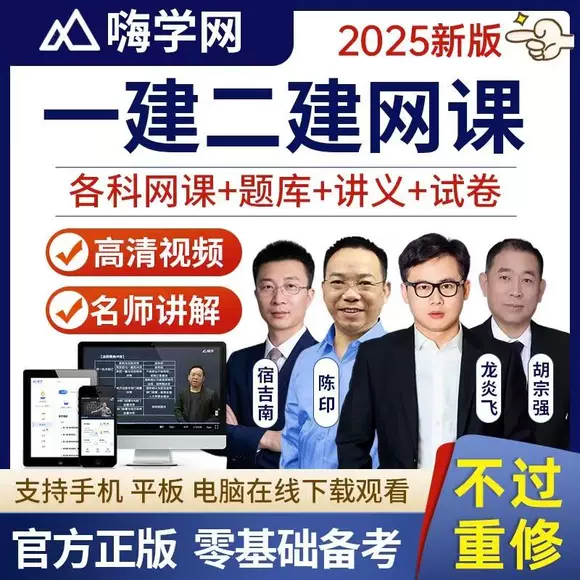 嗨学网
2025新版
一建二建网课
各科网课+题库+讲义+试卷
高清视频
名师讲解
宿吉南
陈印
龙炎飞
胡宗强
支持手机 平板 电脑在线下载观看
官方正版 零基础备考
不过
重修